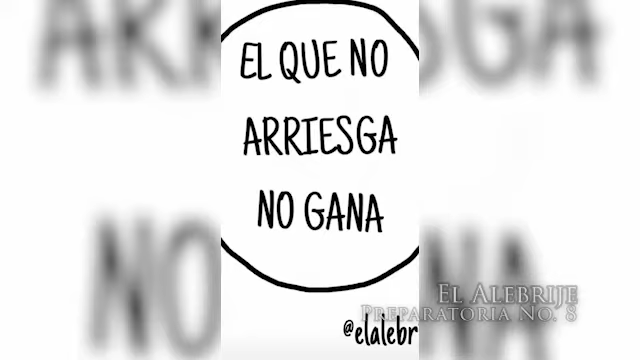 EL QUE NO
ARRIESGA
NO GANA
@elalebr
El Alebrije
Preparatoria No. 8